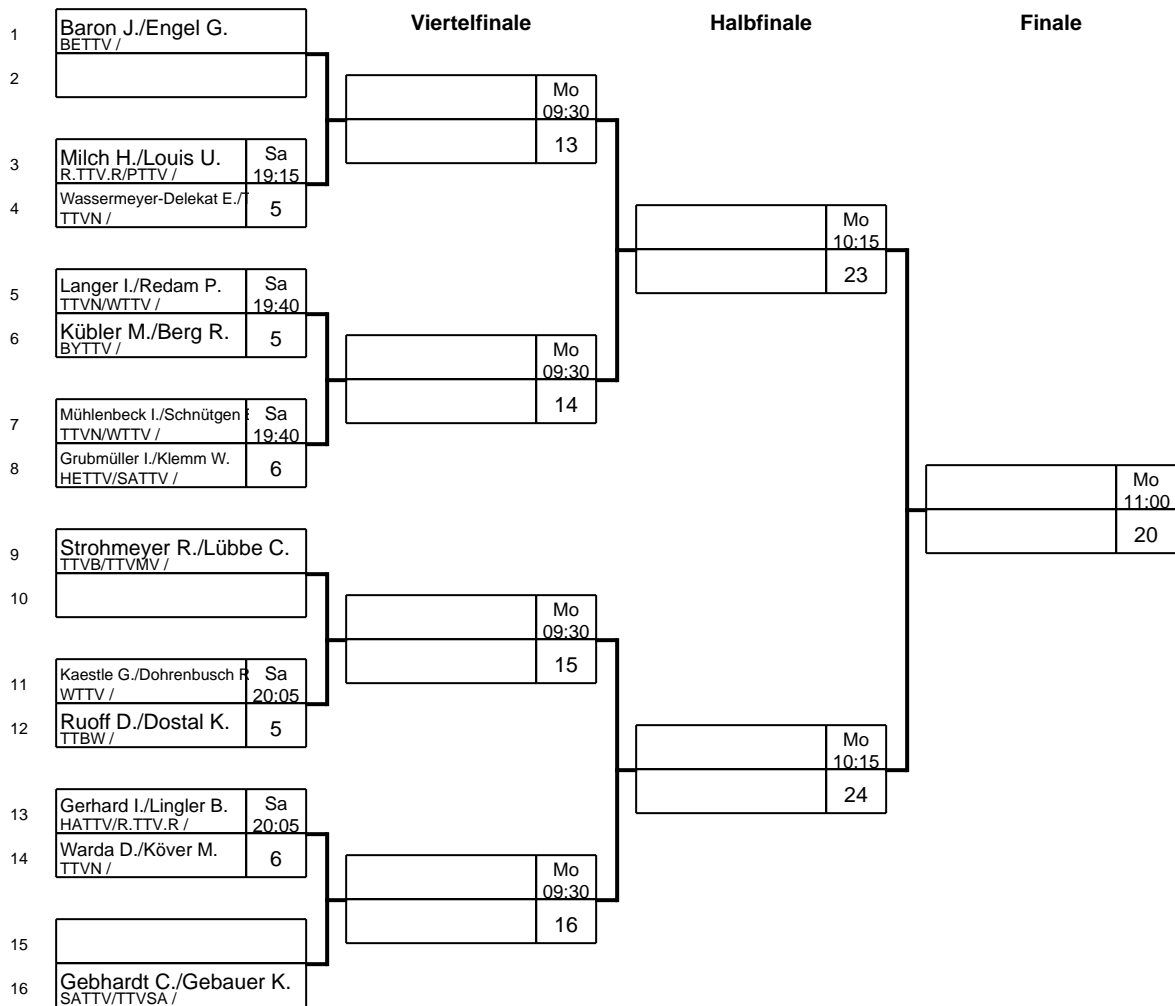 Viertelfinale Halbfinale Finale
1 Baron J./Engel G.
BETTV /
2
Mo
09:30
13
3 Milch H./Louis U. Sa
R.TTV.R/PTTV / 19:15
4 Wassermeyer-Delekat E./ 5
TTVN /
Mo
10:15
23
5 Langer I./Redam P. Sa
TTVN/WTTV / 19:40
6 Kübler M./Berg R. 5
BYTTV /
Mo
09:30
14
7 Mühlenbeck I./Schnütgen Sa
TTVN/WTTV / 19:40
8 Grubmüller I./Klemm W. 6
HETTV/SATTV /
Mo
11:00
20
9 Strohmeyer R./Lübbe C.
TTVB/TTVMV /
10
Mo
09:30
15
11 Kaestle G./Dohrenbusch R Sa
WTTV / 20:05
12 Ruoff D./Dostal K. 5
TTBW /
Mo
10:15
24
13 Gerhard I./Lingler B. Sa
HATTV/R.TTV.R / 20:05
14 Warda D./Köver M. 6
TTVN /
Mo
09:30
16
15
16 Gebhardt C./Gebauer K.
SATTV/TTVSA /